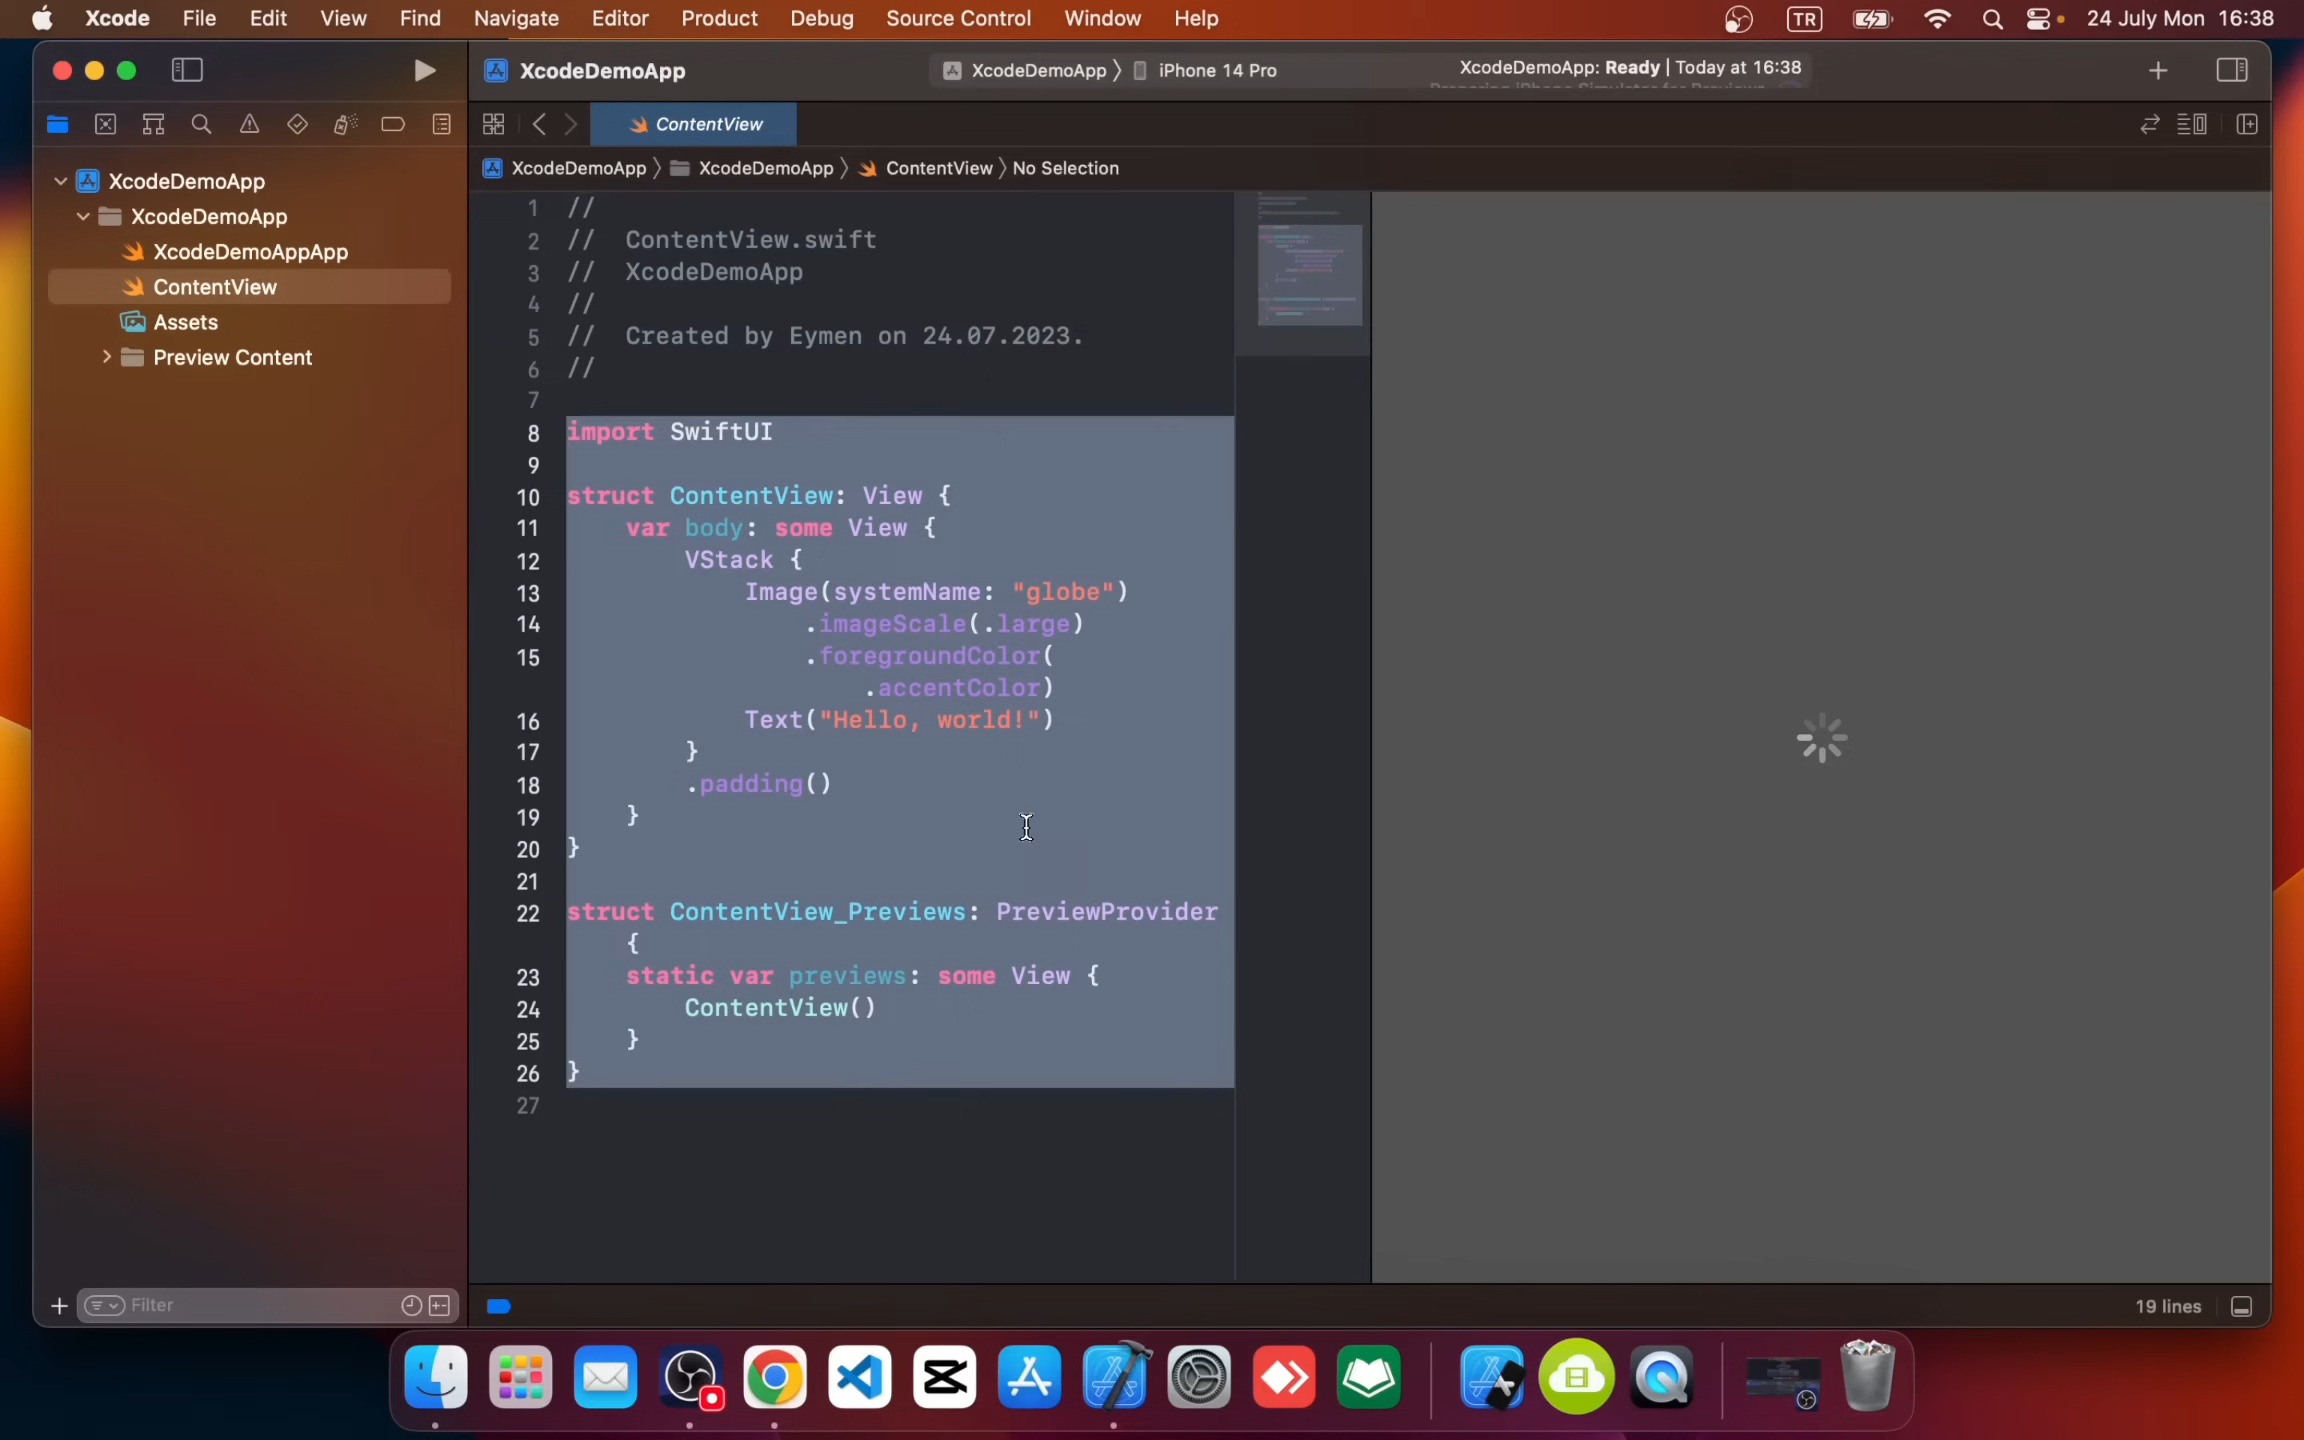 Xcode File Edit View Find Navigate Editor Product Debug Source Control Window Help TR 24 July Mon 16:38
XcodeDemoApp XcodeDemoApp 〉 iPhone 14 Pro XcodeDemoApp: Ready | Today at 16:38
Preparing iPhone Simulator for Previews
ContentView
XcodeDemoApp 〉 XcodeDemoApp 〉 ContentView 〉 No Selection
XcodeDemoApp
XcodeDemoApp
XcodeDemoAppApp
ContentView
Assets
Preview Content
1 //
2 // ContentView.swift
3 // XcodeDemoApp
4 //
5 // Created by Eymen on 24.07.2023.
6 //
7
8 import SwiftUI
9
10 struct ContentView: View {
11 var body: some View {
12 VStack {
13 Image(systemName: "globe")
14 .imageScale(.large)
15 .foregroundColor(
.accentColor)
16 Text("Hello, world!")
17 }
18 .padding()
19 }
20 }
21
22 struct ContentView_Previews: PreviewProvider
{
23 static var previews: some View {
24 ContentView()
25 }
26 }
27
Filter
19 lines